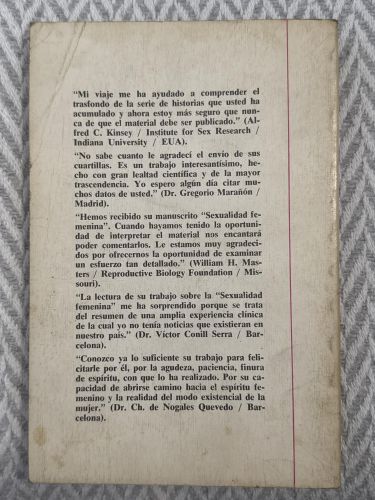 "Mi viaje me ha ayudado a comprender el
trasfondo de la serie de historias que usted ha
acumulado y ahora estoy más seguro que nun-
ca de que el material debe ser publicado." (Al-
fred C. Kinsey / Institute for Sex Research /
Indiana University / EUA).
"No sabe cuanto le agradecí el envío de sus
cuartillas. Es un trabajo interesantísimo, he-
cho con gran lealtad científica y de la mayor
trascendencia. Yo espero algún día citar mu-
chos datos de usted." (Dr. Gregorio Marañón /
Madrid).
"Hemos recibido su manuscrito "Sexualidad fe-
menina". Cuando hayamos tenido la oportuni-
dad de interpretar el material nos encantará
poder comentarlos. Le estamos muy agradeci-
dos por ofrecernos la oportunidad de examinar
un esfuerzo tan detallado." (William H. Mas-
ters / Reproductive Biology Foundation / Mis-
souri).
"La lectura de su trabajo sobre la "Sexualidad
femenina" me ha sorprendido porque se trata
del resumen de una amplia experiencia clínica
de la cual yo no tenía noticias que existieran en
nuestro país." (Dr. Víctor Conill Serra / Bar-
celona).
"Conozco ya lo suficiente su trabajo para feli-
citarle por él, por la agudeza, paciencia, finura
de espíritu, con que lo ha realizado. Por su ca-
pacidad de abrirse camino hacia el espíritu fe-
menino y la realidad del modo existencial de la
mujer." (Dr. Ch. de Nogales Quevedo / Bar-
celona).